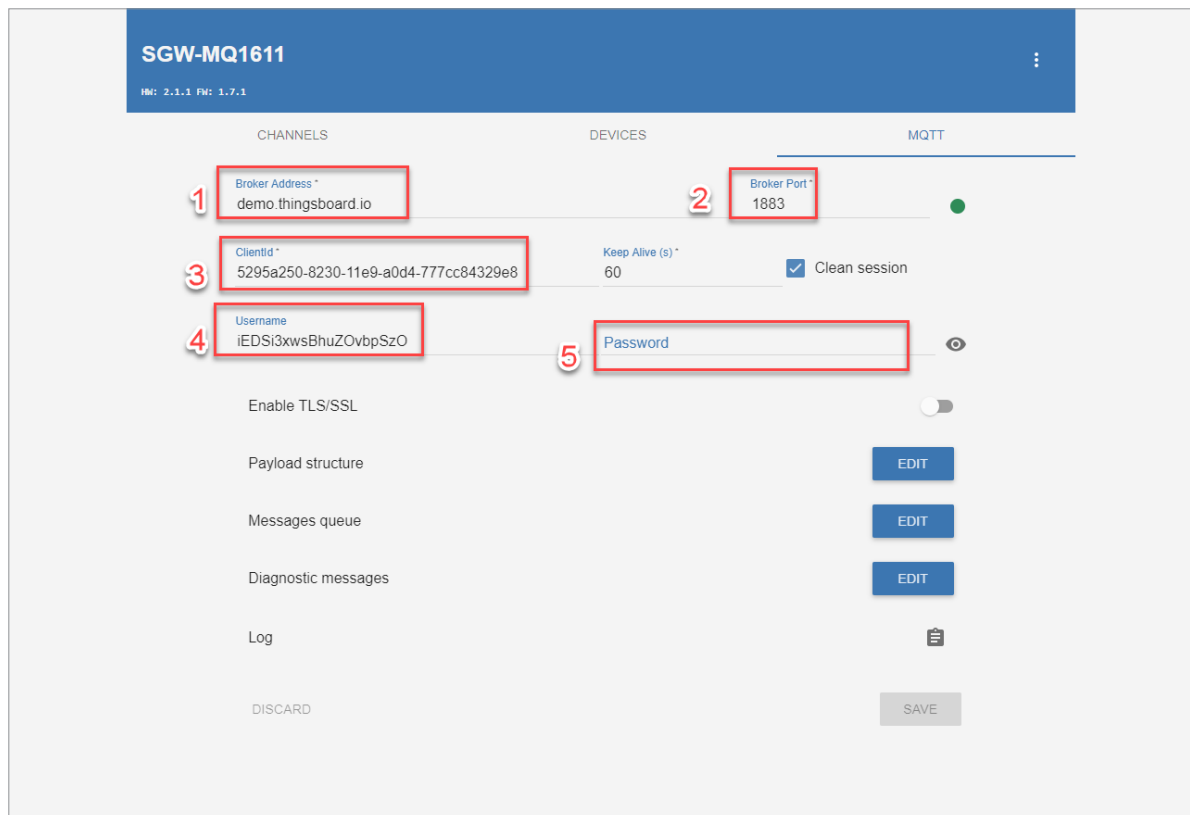 SGW-MQ1611
HW: 2.1.1 FW: 1.7.1
CHANNELS DEVICES MQTT
1 Broker Address * 2 Broker Port *
demo.thingsboard.io 1883
3 ClientId * Keep Alive (s) *
5295a250-8230-11e9-a0d4-777cc84329e8 60 Clean session
4 Username
iEDSi3xwsBhuZOvbpSzO 5 Password
Enable TLS/SSL
Payload structure EDIT
Messages queue EDIT
Diagnostic messages EDIT
Log
DISCARD SAVE